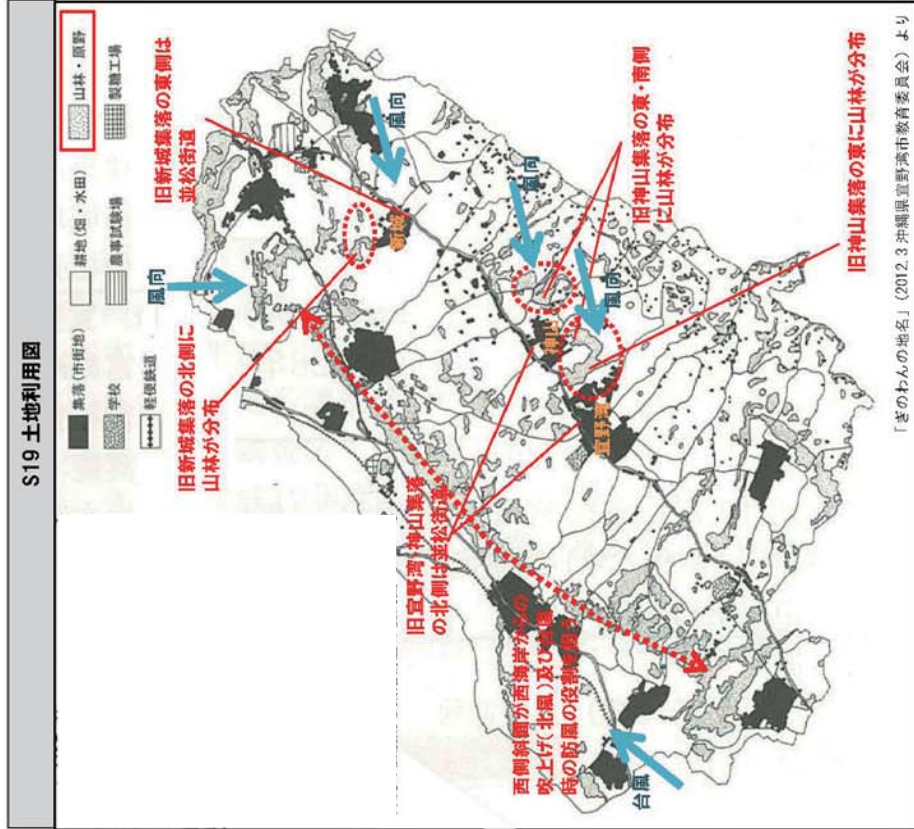 S19 土地利用図
集落(市街地)
耕地(畑・水田)
山林・原野
学校
農事試験場
製糖工場
軽便鉄道
風向
旧新城集落の東側は
並松街道
旧新城集落の北側に
山林が分布
風向
新城
風向
旧神山集落の東・南側
に山林が分布
風向
神山
宜野湾
旧神山集落の東に山林が分布
旧宜野湾・神山集落
の北側は並松街道
西側斜面が西海岸からの
吹上げ(北風)及び台風
時の防風の役割を担う
台風
「ぎのわんの地名」(2012.3 沖縄県宜野湾市教育委員会)より